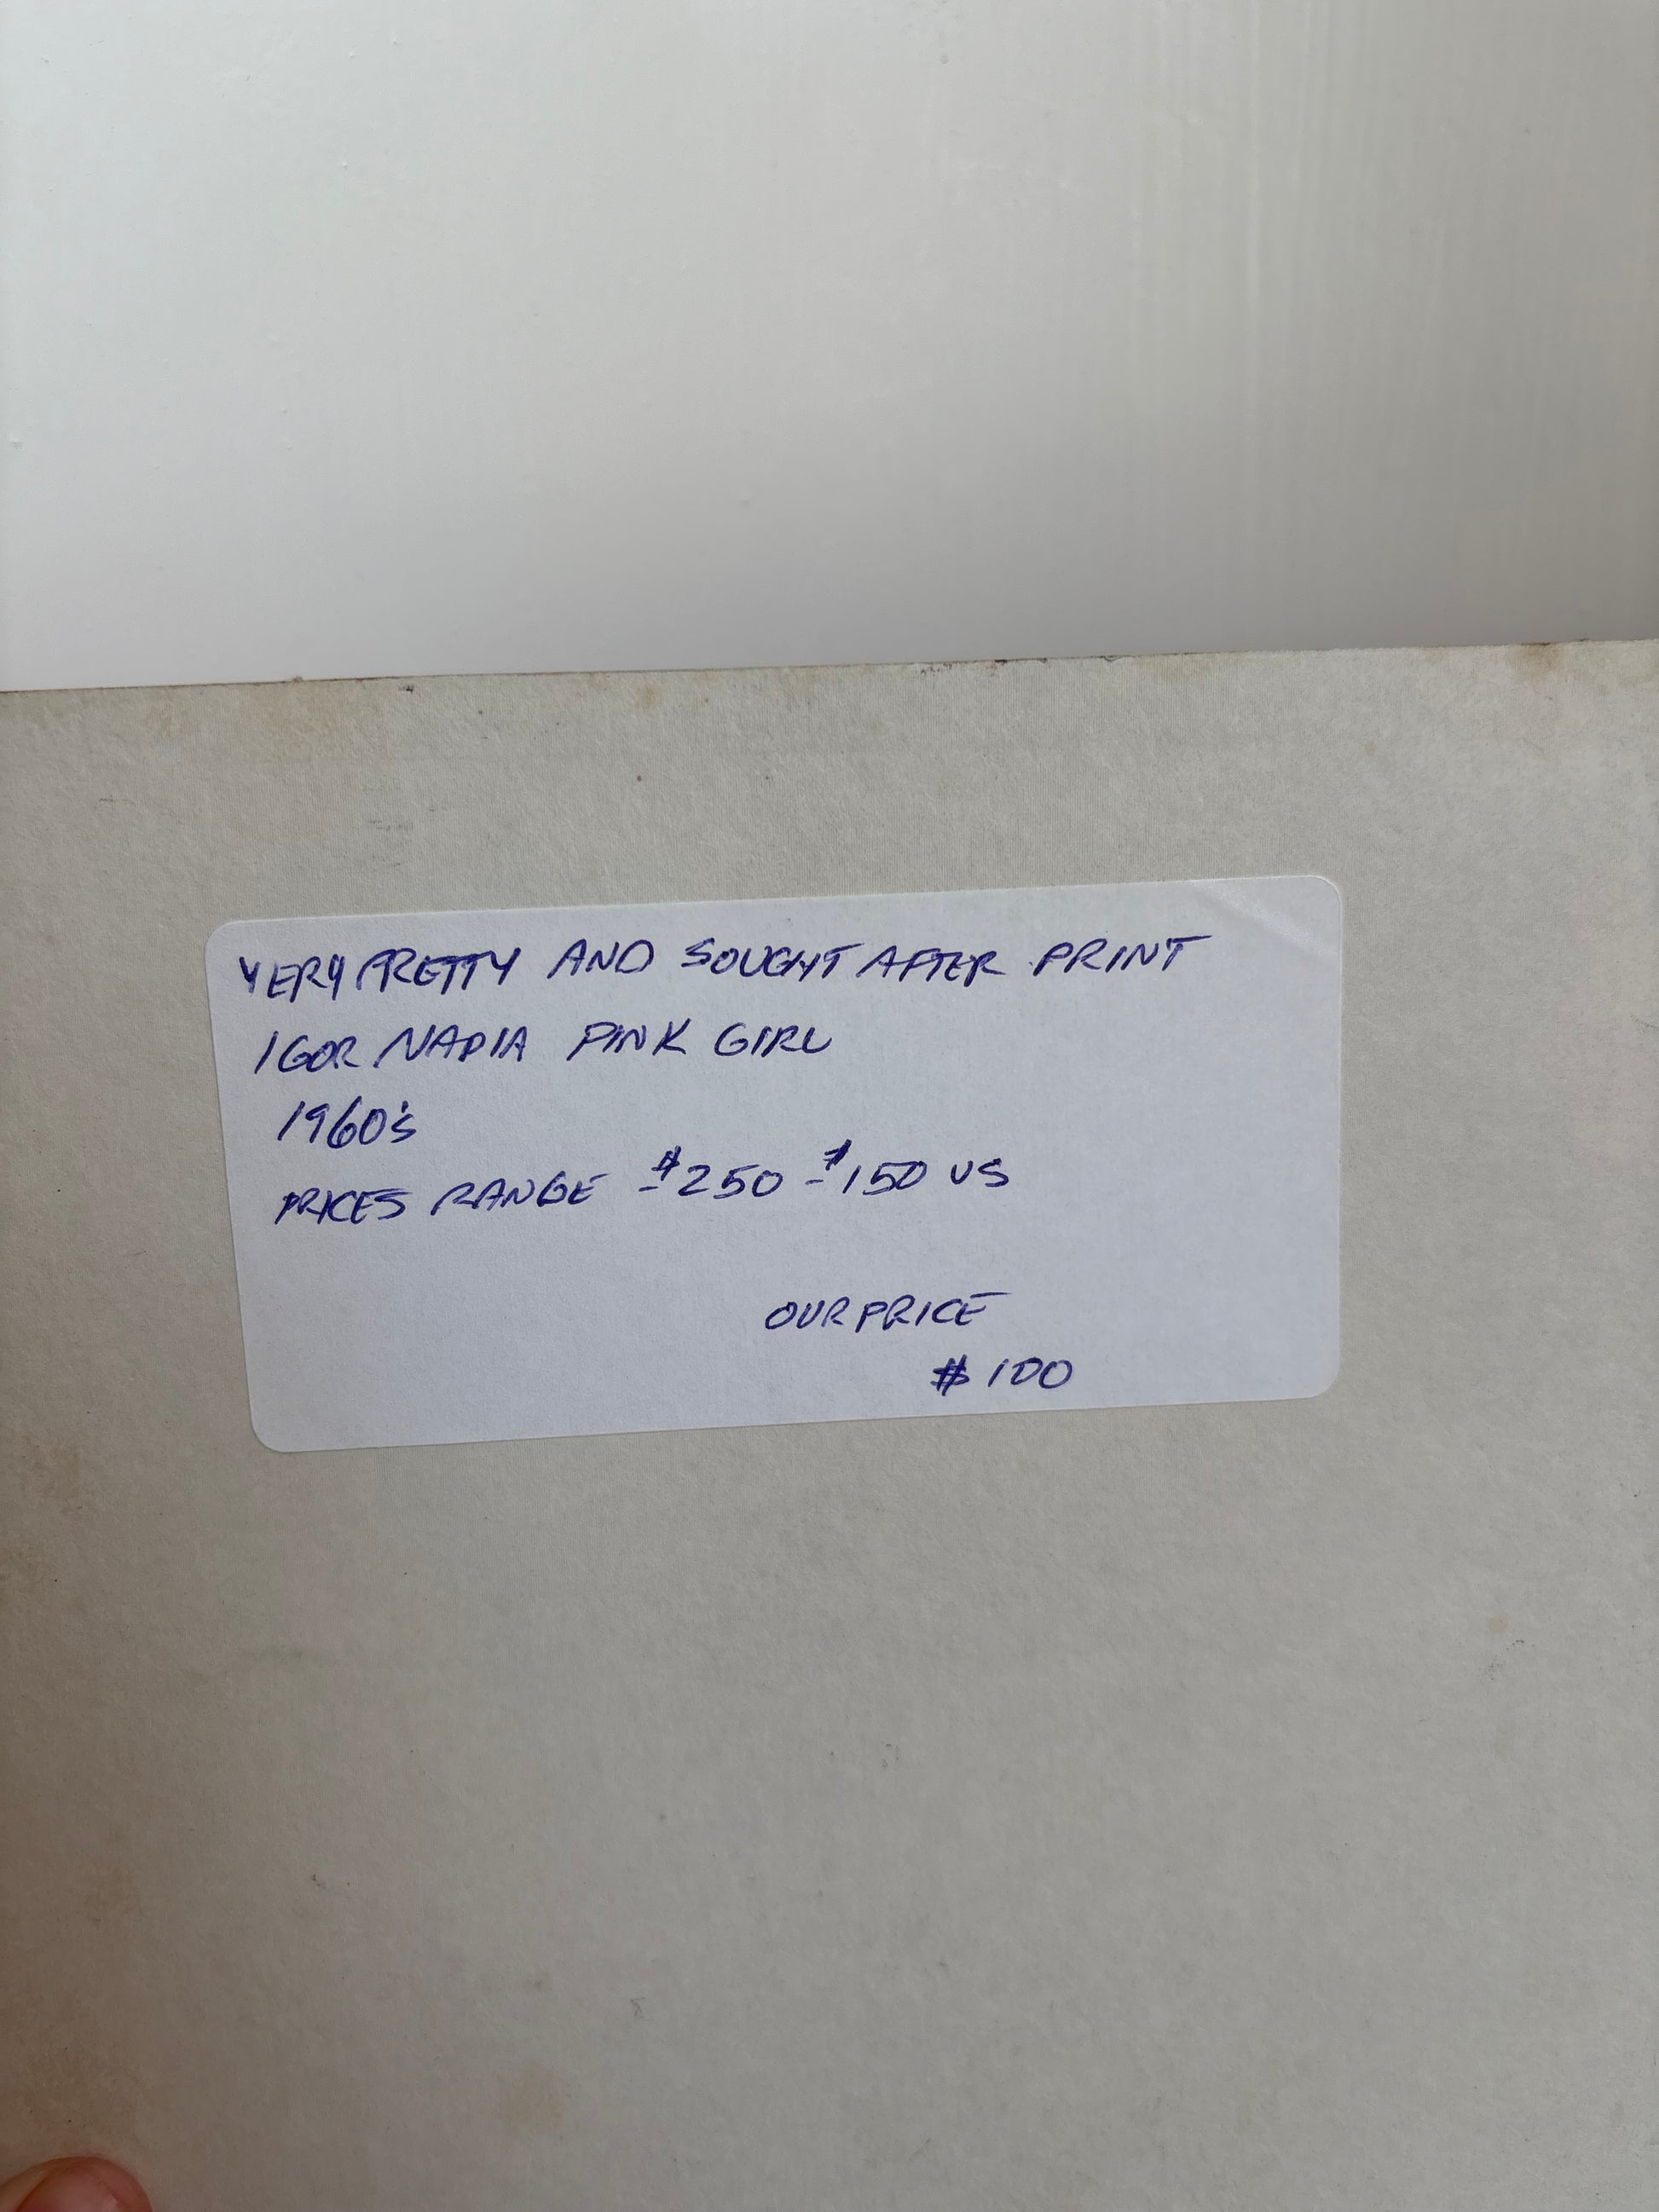 VERY PRETTY AND SOUGHT AFTER PRINT
IGOR NADIA PINK GIRL
1960's
PRICES RANGE $250 - $150 US
OUR PRICE
$100